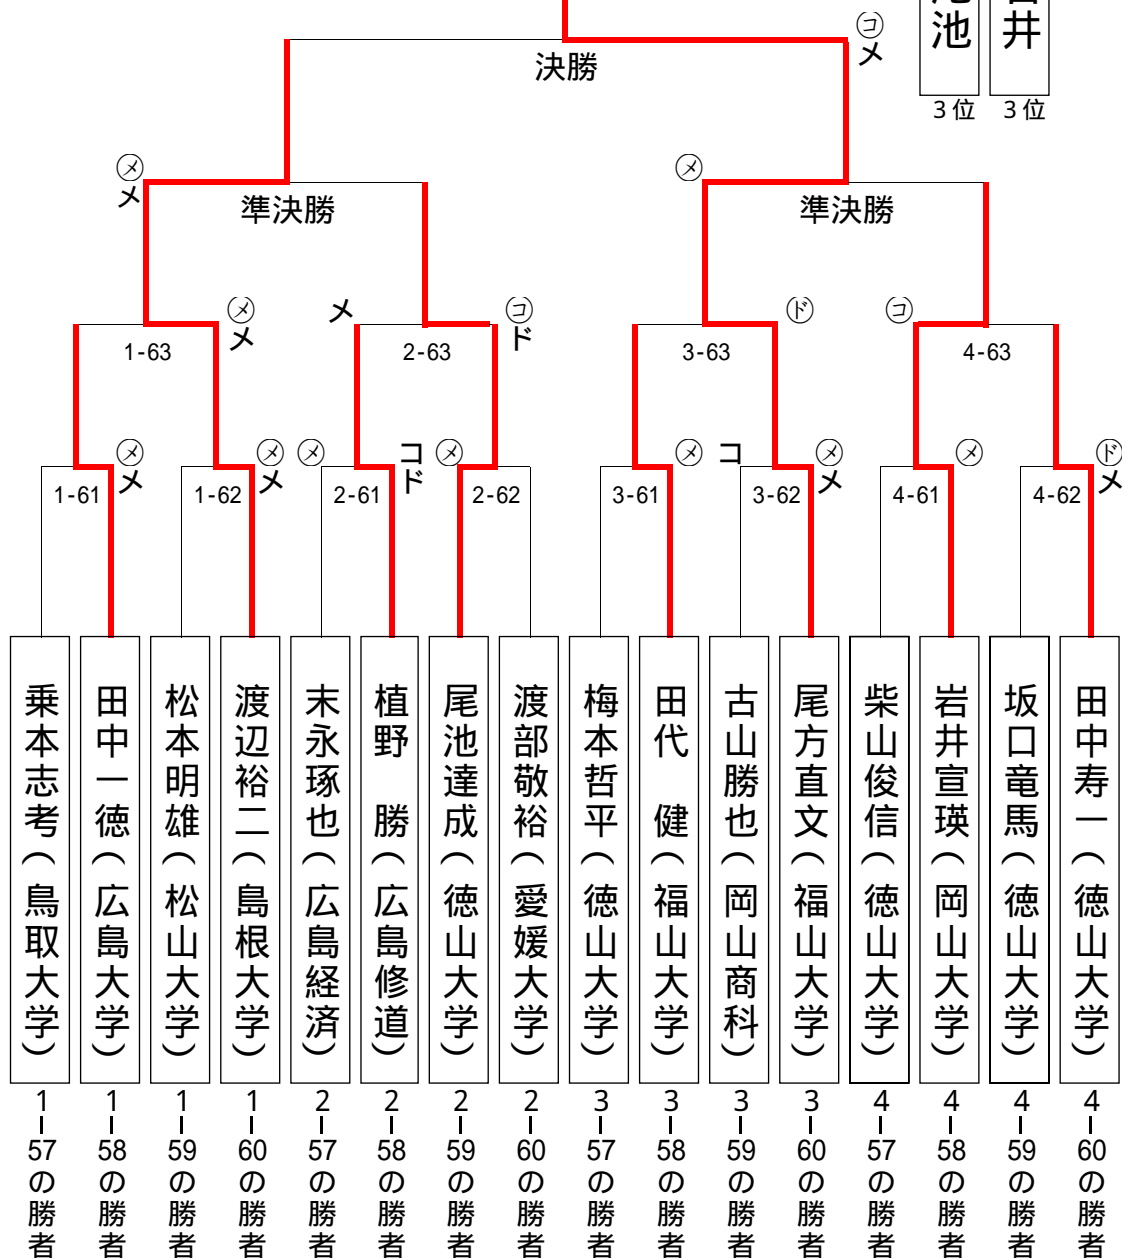 池
井
3位
3位
㋙
メ
決勝
㋱
メ
準決勝
㋱
準決勝
㋱
メ
メ
㋙
ド
ド
㋙
1-63
2-63
3-63
4-63
㋱
メ
㋱
メ
㋱
コ
ド
㋱
㋱
コ
㋱
メ
㋱
ド
メ
1-61
1-62
2-61
2-62
3-61
3-62
4-61
4-62
乗本志考(鳥取大学)
田中一徳(広島大学)
松本明雄(松山大学)
渡辺裕二(島根大学)
末永琢也(広島経済)
植野 勝(広島修道)
尾池達成(徳山大学)
渡部敬裕(愛媛大学)
梅本哲平(徳山大学)
田代 健(福山大学)
古山勝也(岡山商科)
尾方直文(福山大学)
柴山俊信(徳山大学)
岩井宣瑛(岡山大学)
坂口竜馬(徳山大学)
田中寿一(徳山大学)
1-57の勝者
1-58の勝者
1-59の勝者
1-60の勝者
2-57の勝者
2-58の勝者
2-59の勝者
2-60の勝者
3-57の勝者
3-58の勝者
3-59の勝者
3-60の勝者
4-57の勝者
4-58の勝者
4-59の勝者
4-60の勝者